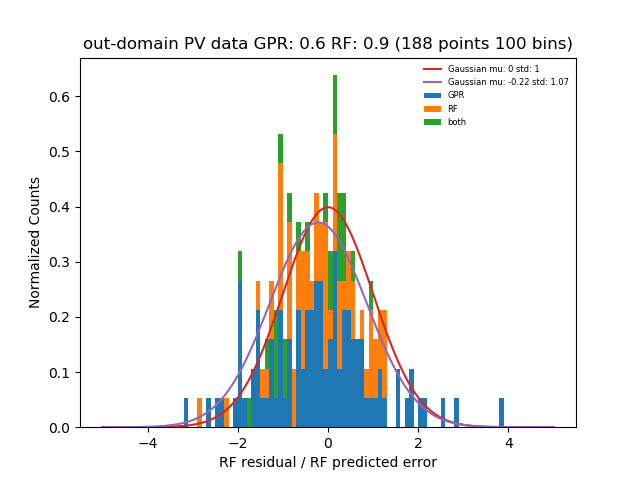 out-domain PV data GPR: 0.6 RF: 0.9 (188 points 100 bins)
Gaussian mu: 0 std: 1
Gaussian mu: -0.22 std: 1.07
GPR
RF
both
Normalized Counts
0.6
0.5
0.4
0.3
0.2
0.1
0.0
−4 −2 0 2 4
RF residual / RF predicted error